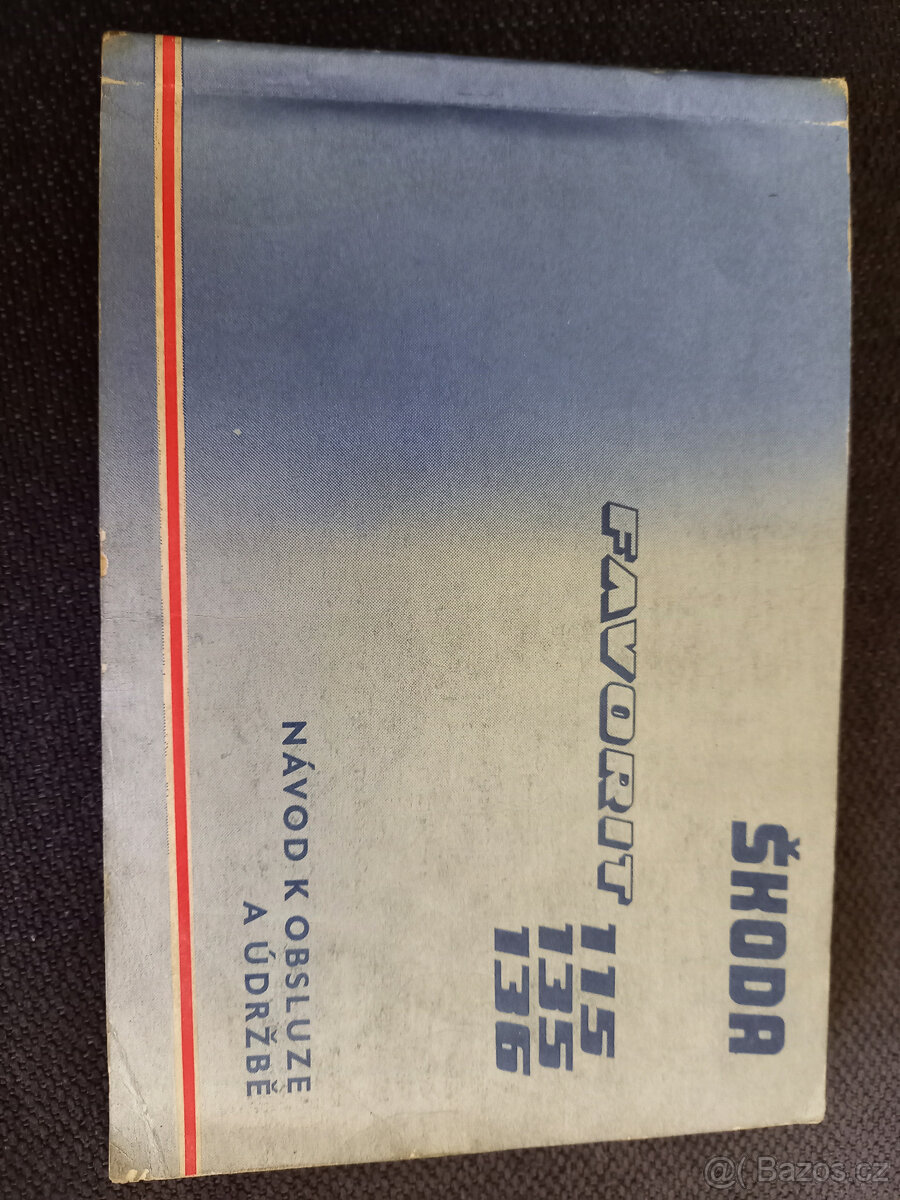 ŠKODA
FAVORIT 115
135
136
NÁVOD K OBSLUZE
A ÚDRŽBĚ
@( Bazos.cz